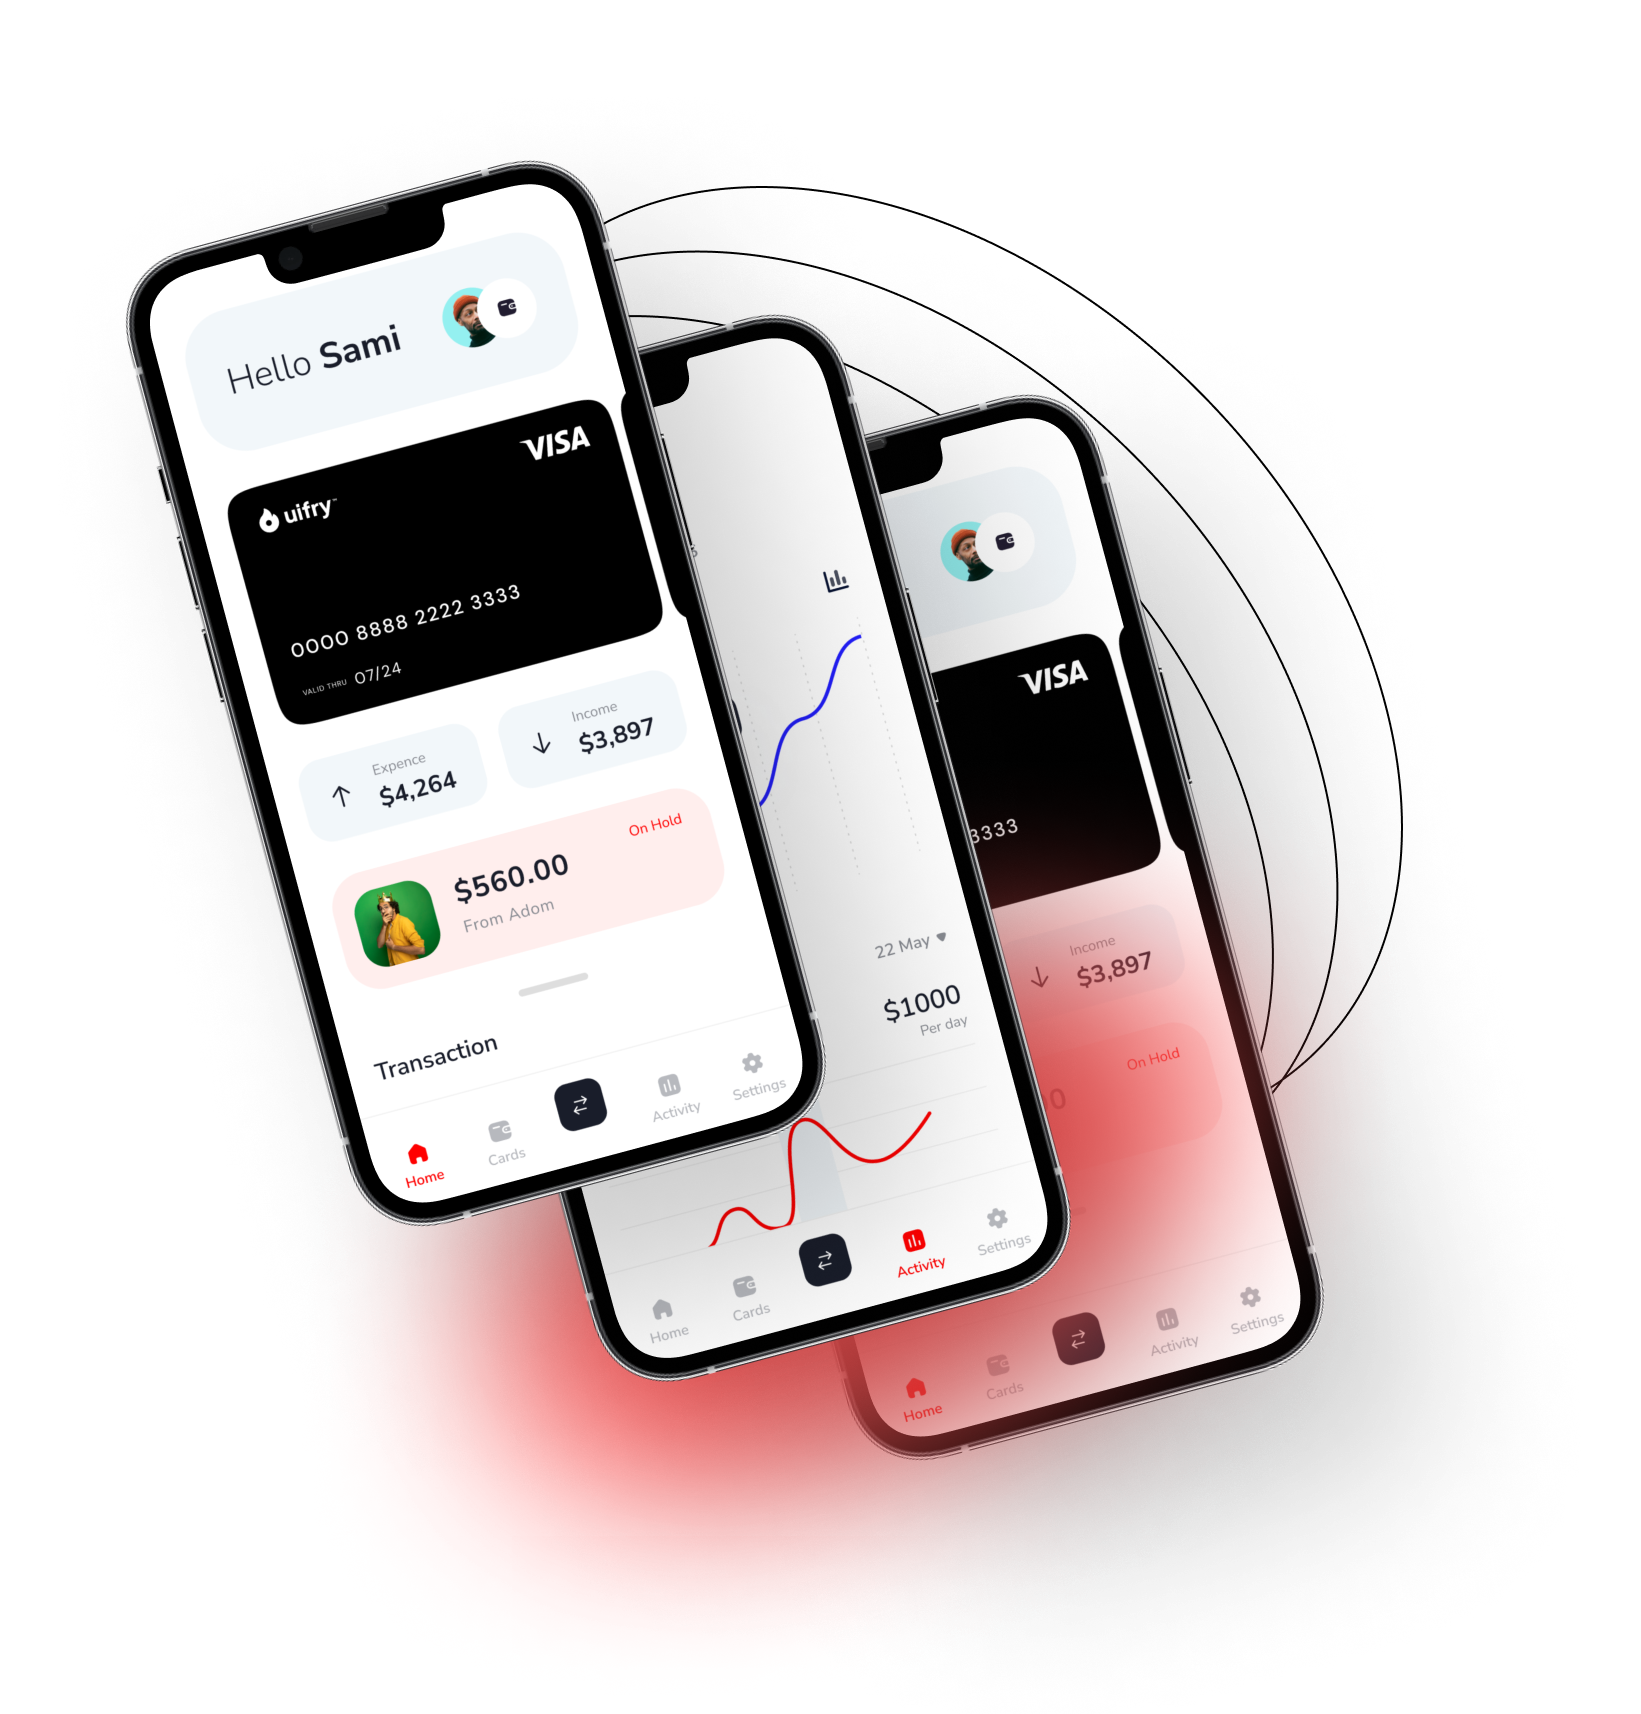 Hello Sami
VISA
uifry™
0000 8888 2222 3333
VALID THRU 07/24
Expence
$4,264
Income
$3,897
On Hold
$560.00
From Adom
Transaction
Home
Cards
Activity
Settings
22 May
$1000
Per day
Home
Cards
Activity
Settings
VISA
3333
Income
$3,897
On Hold
0
Home
Cards
Activity
Settings